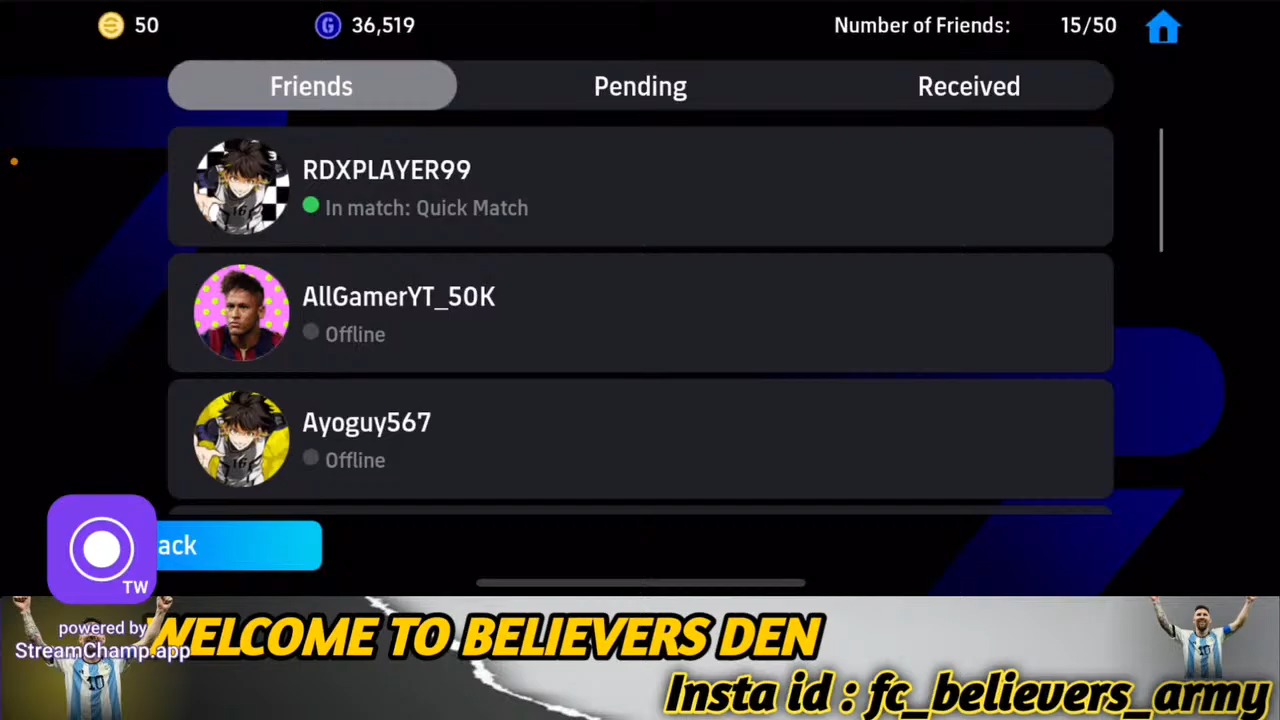 50
36,519
Number of Friends: 15/50
Friends
Pending
Received
RDXPLAYER99
In match: Quick Match
AllGamerYT_50K
Offline
Ayoguy567
Offline
ack
TW
powered by
StreamChamp.app
WELCOME TO BELIEVERS DEN
Insta id : fc_believers_army